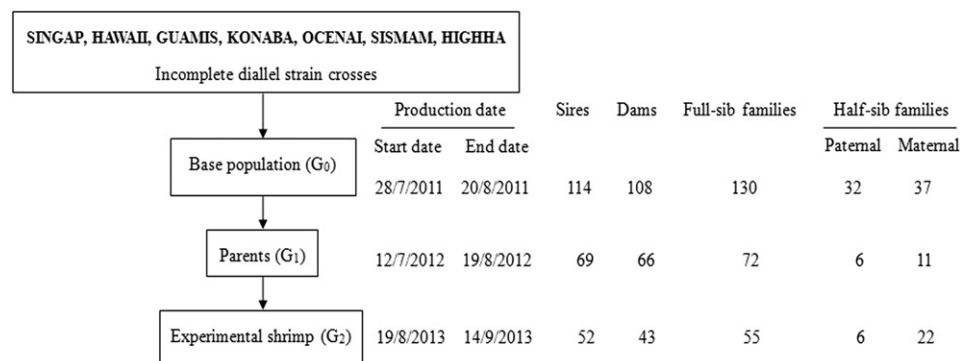 SINGAP, HAWAII, GUAMIS, KONABA, OCENAI, SISMAM, HIGHHA
Incomplete diallel strain crosses
Production date Sires Dams Full-sib families Half-sib families
Start date End date Paternal Maternal
Base population (G0) 28/7/2011 20/8/2011 114 108 130 32 37
Parents (G1) 12/7/2012 19/8/2012 69 66 72 6 11
Experimental shrimp (G2) 19/8/2013 14/9/2013 52 43 55 6 22